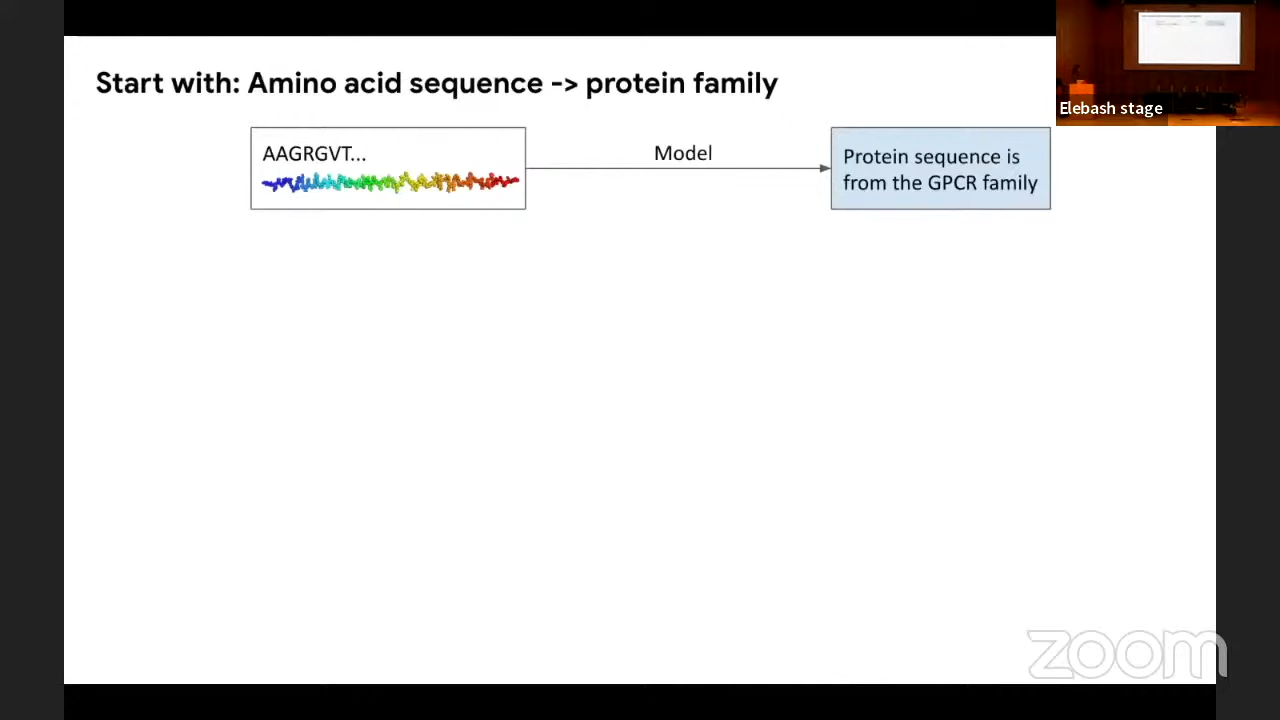 Start with: Amino acid sequence -> protein family
AAGRGVT...
Model
Protein sequence is
from the GPCR family
Elebash stage
zoom